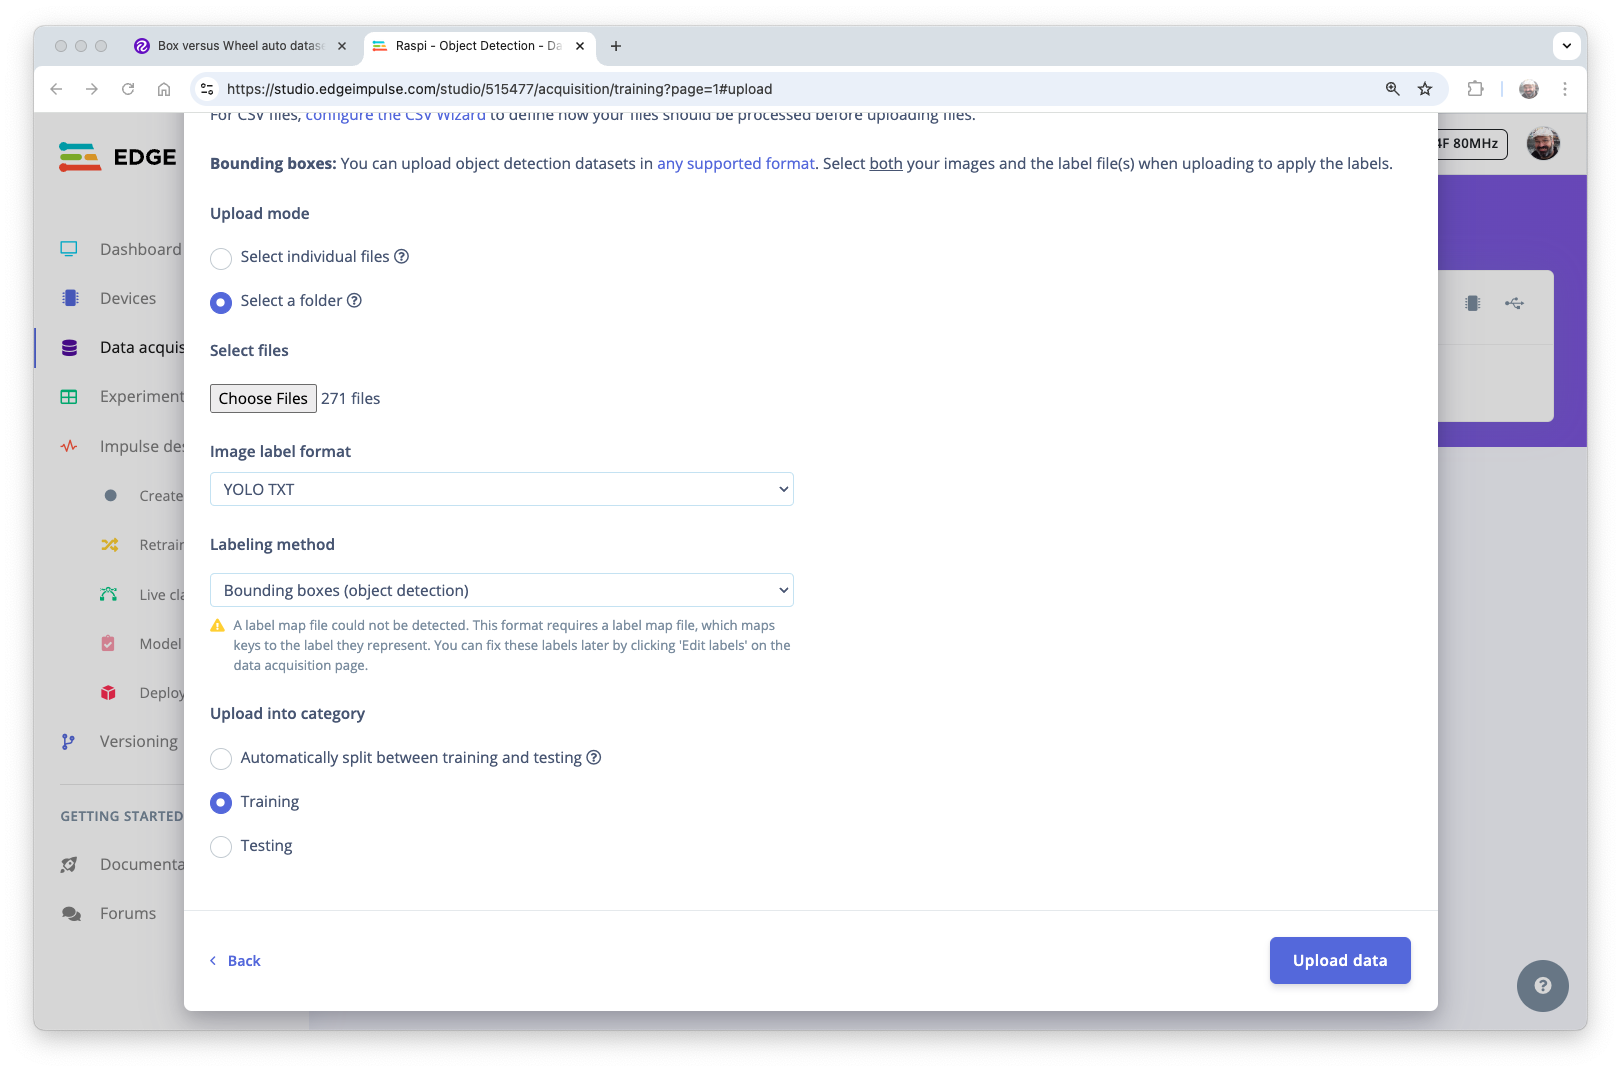 Box versus Wheel auto datas
Raspi - Object Detection - Da
https://studio.edgeimpulse.com/studio/515477/acquisition/training?page=1#upload
EDGE
4F 80MHz
For CSV files, configure the CSV Wizard to define how your files should be processed before uploading files.
Bounding boxes: You can upload object detection datasets in any supported format. Select both your images and the label file(s) when uploading to apply the labels.
Upload mode
Select individual files
Select a folder
Select files
Choose Files 271 files
Image label format
YOLO TXT
Labeling method
Bounding boxes (object detection)
A label map file could not be detected. This format requires a label map file, which maps
keys to the label they represent. You can fix these labels later by clicking 'Edit labels' on the
data acquisition page.
Upload into category
Automatically split between training and testing
Training
Testing
Back
Upload data
Dashboard
Devices
Data acquis
Experiment
Impulse des
Create
Retrain
Live cla
Model
Deploy
Versioning
GETTING STARTED
Documenta
Forums